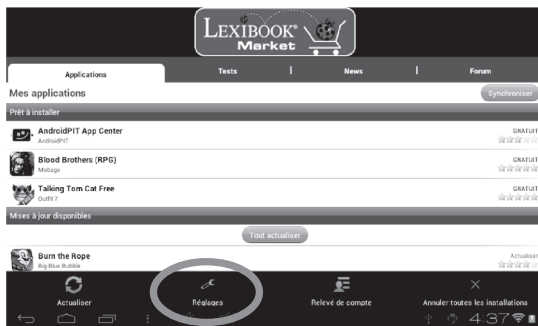 LEXIBOOK®
Market
Applications Tests | News | Forum
Mes applications Synchroniser
Prêt à installer
AndroidPIT App Center GRATUIT
AndroidPIT
Blood Brothers (RPG) GRATUIT
Mobage
Talking Tom Cat Free GRATUIT
Outfit7
Mises à jour disponibles
Tout actualiser
Burn the Rope Actualiser
Big Blue Bubble
Actualiser Réglages Relevé de compte Annuler toutes les installations
4:37